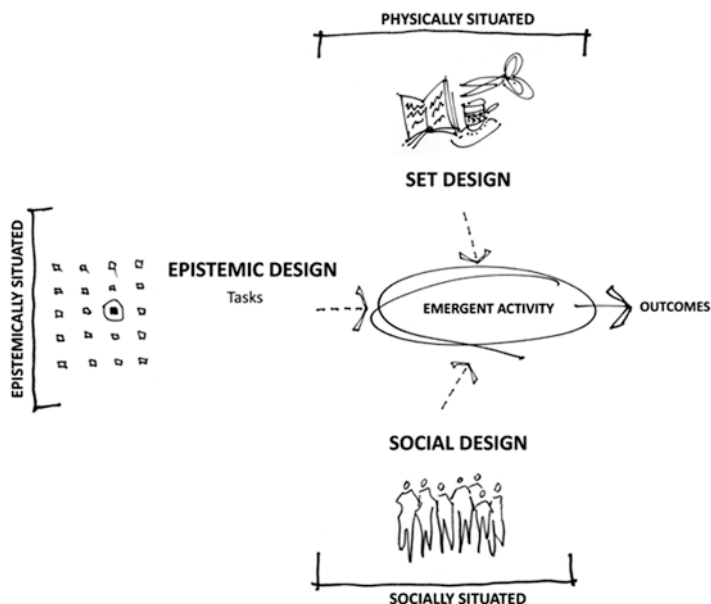 PHYSICALLY SITUATED
SET DESIGN
EPISTEMICALLY SITUATED
EPISTEMIC DESIGN
Tasks
EMERGENT ACTIVITY
OUTCOMES
SOCIAL DESIGN
SOCIALLY SITUATED